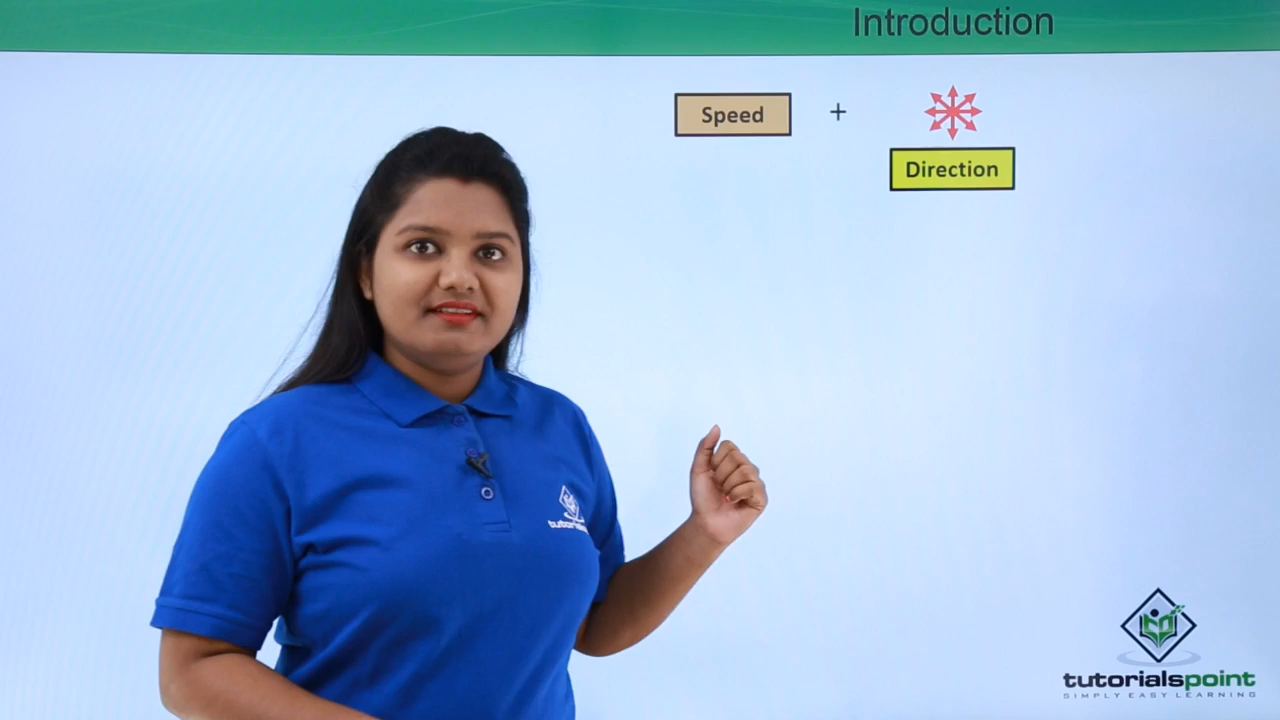 Introduction
Speed + 
Direction
tutorialspoint
SIMPLY EASY LEARNING